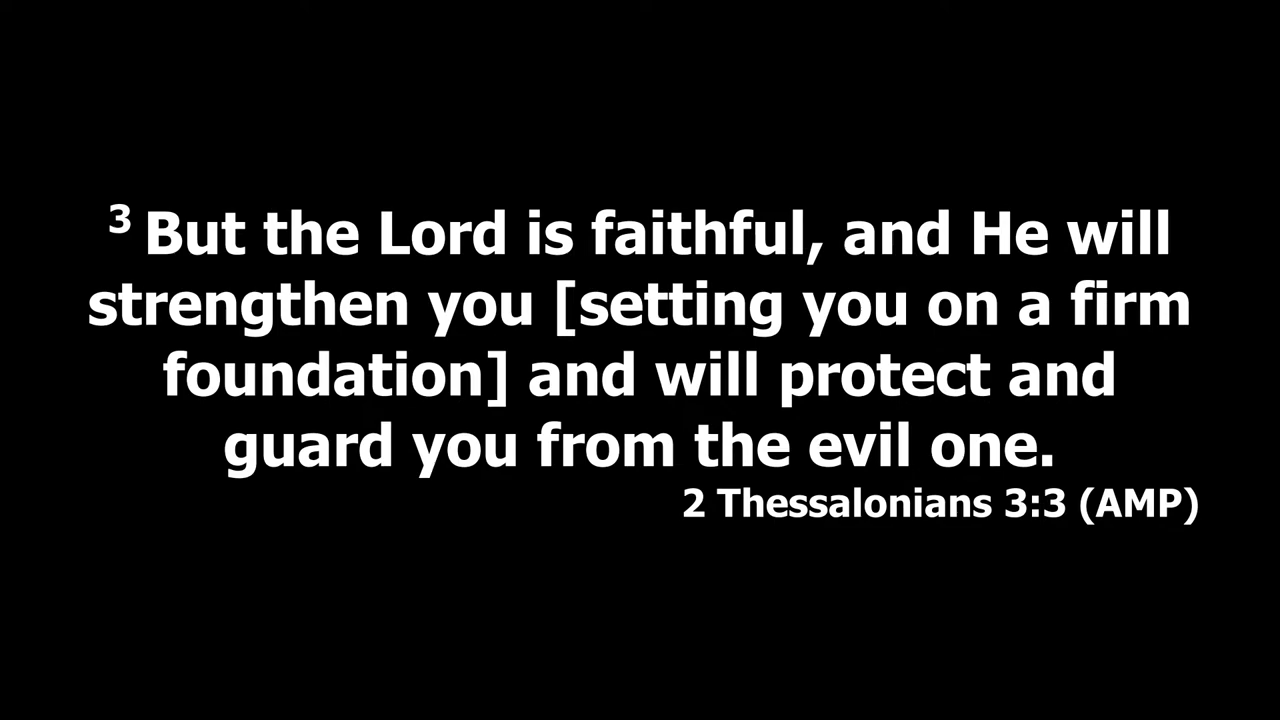 3 But the Lord is faithful, and He will
strengthen you [setting you on a firm
foundation] and will protect and
guard you from the evil one.
2 Thessalonians 3:3 (AMP)